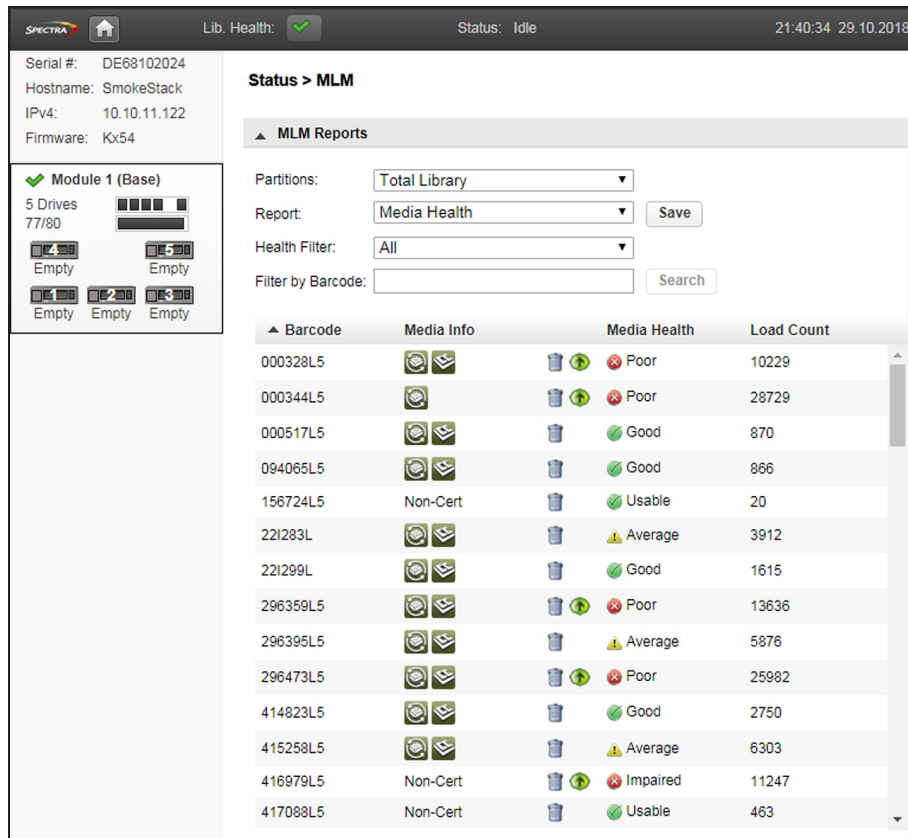 SPECTRA Lib. Health: Status: Idle 21:40:34 29.10.2018
Serial #: DE68102024
Hostname: SmokeStack
IPv4: 10.10.11.122
Firmware: Kx54
Module 1 (Base)
5 Drives
77/80
4 5
Empty Empty
1 2 3
Empty Empty Empty
Status > MLM
MLM Reports
Partitions: Total Library
Report: Media Health Save
Health Filter: All
Filter by Barcode: Search
Barcode Media Info Media Health Load Count
000328L5 Poor 10229
000344L5 Poor 28729
000517L5 Good 870
094065L5 Good 866
156724L5 Non-Cert Usable 20
22I283L Average 3912
22I299L Good 1615
296359L5 Poor 13636
296395L5 Average 5876
296473L5 Poor 25982
414823L5 Good 2750
415258L5 Average 6303
416979L5 Non-Cert Impaired 11247
417088L5 Non-Cert Usable 463